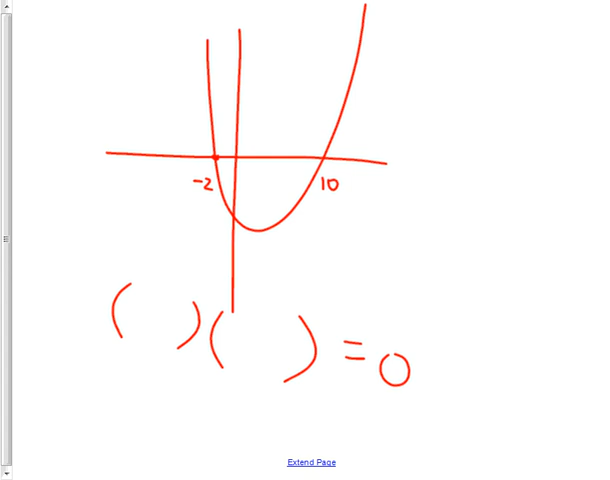 -2 10
( )( ) = 0
Extend Page